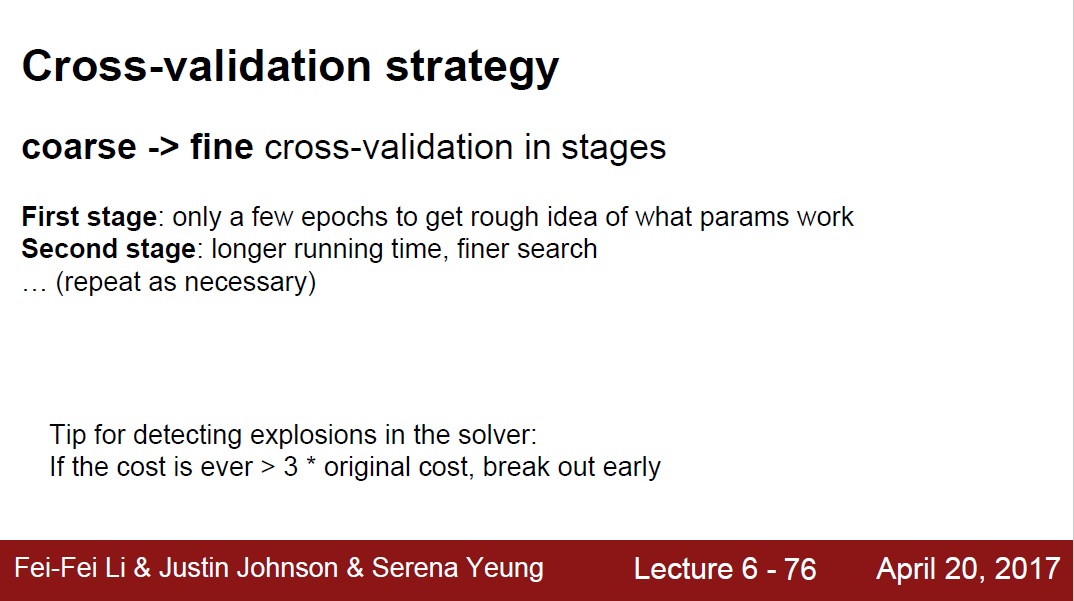 Cross-validation strategy
coarse -> fine cross-validation in stages
First stage: only a few epochs to get rough idea of what params work
Second stage: longer running time, finer search
… (repeat as necessary)
Tip for detecting explosions in the solver:
If the cost is ever > 3 * original cost, break out early
Fei-Fei Li & Justin Johnson & Serena Yeung Lecture 6 - 76 April 20, 2017